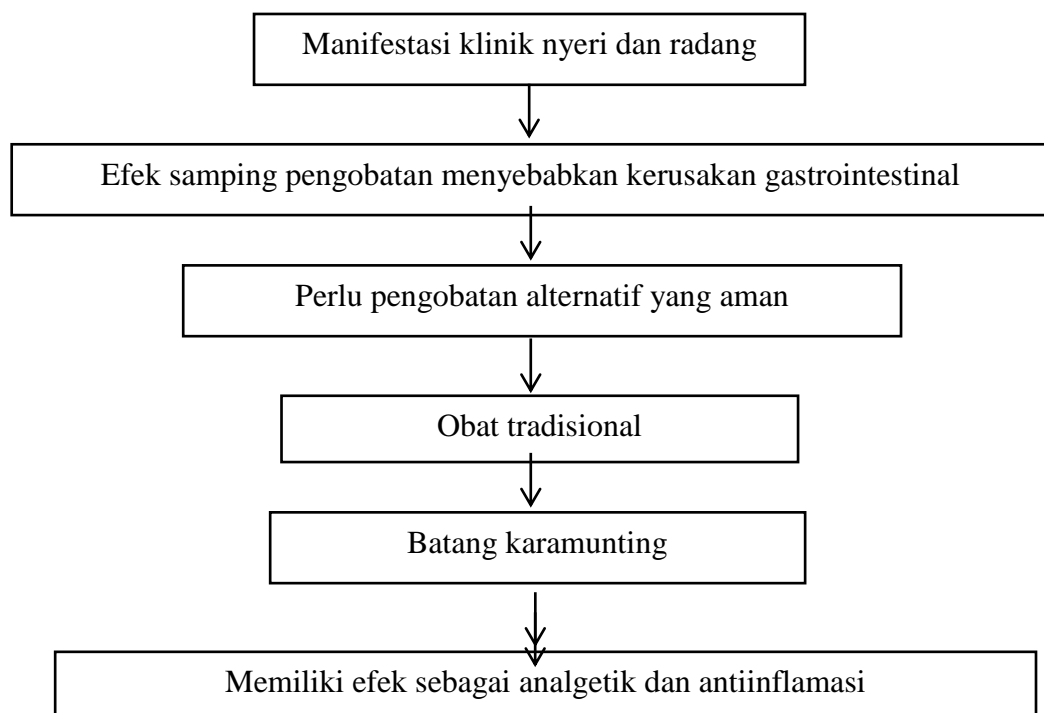 Manifestasi klinik nyeri dan radang
Efek samping pengobatan menyebabkan kerusakan gastrointestinal
Perlu pengobatan alternatif yang aman
Obat tradisional
Batang karamunting
Memiliki efek sebagai analgetik dan antiinflamasi